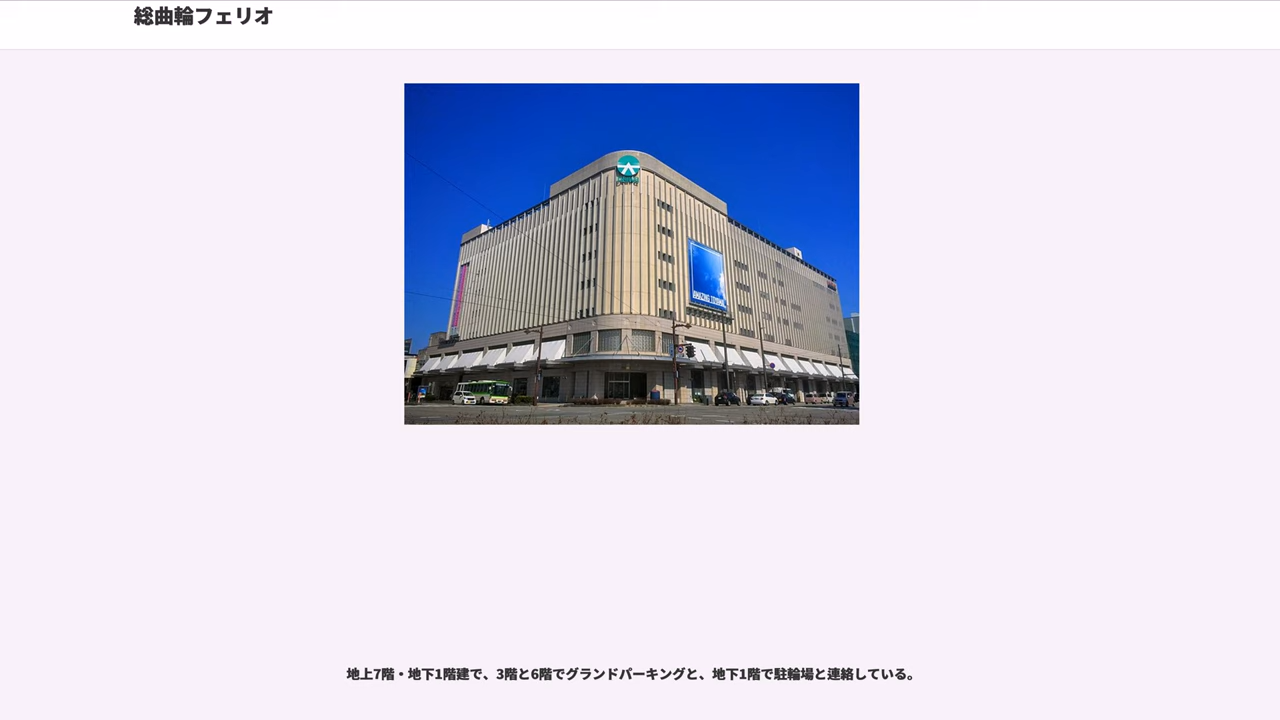 総曲輪フェリオ
AMAZING TOYAMA
地上7階・地下1階建で、3階と6階でグランドパーキングと、地下1階で駐輪場と連絡している。